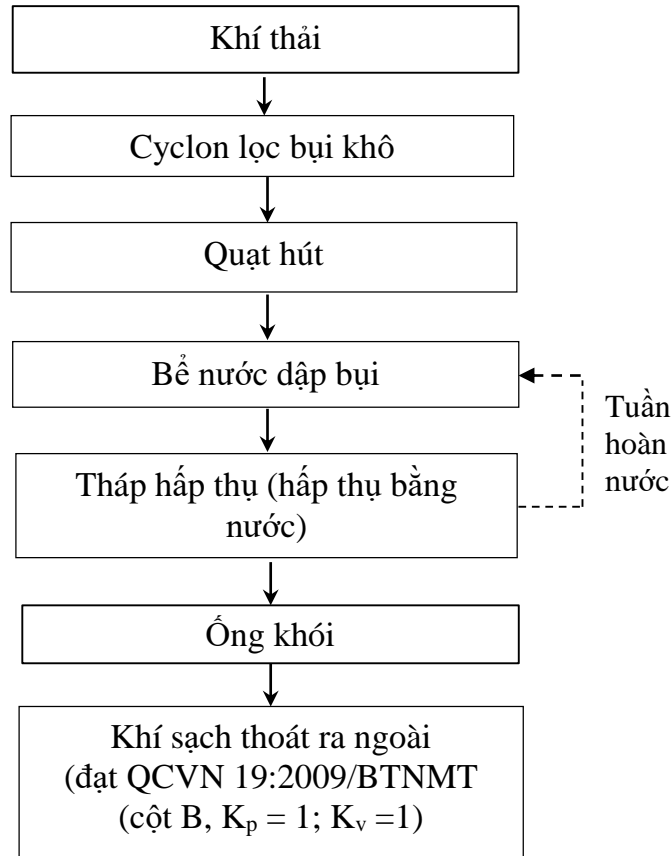 Khí thải
Cyclon lọc bụi khô
Quạt hút
Bể nước dập bụi
Tuần
hoàn
nước
Tháp hấp thụ (hấp thụ bằng
nước)
Ống khói
Khí sạch thoát ra ngoài
(đạt QCVN 19:2009/BTNMT
(cột B, Kp = 1; Kv =1)